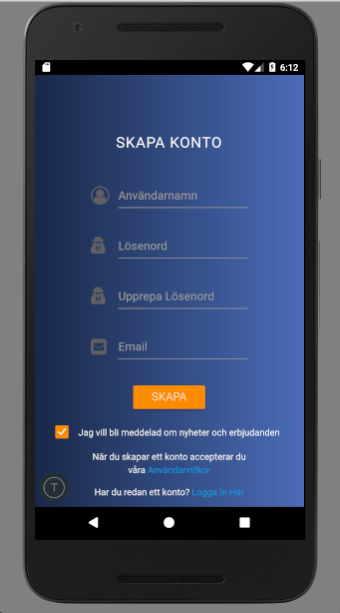 6:12
SKAPA KONTO
Användarnamn
Lösenord
Upprepa Lösenord
Email
SKAPA
Jag vill bli meddelad om nyheter och erbjudanden
När du skapar ett konto accepterar du
våra Användarvillkor
T
Har du redan ett konto? Logga in Här